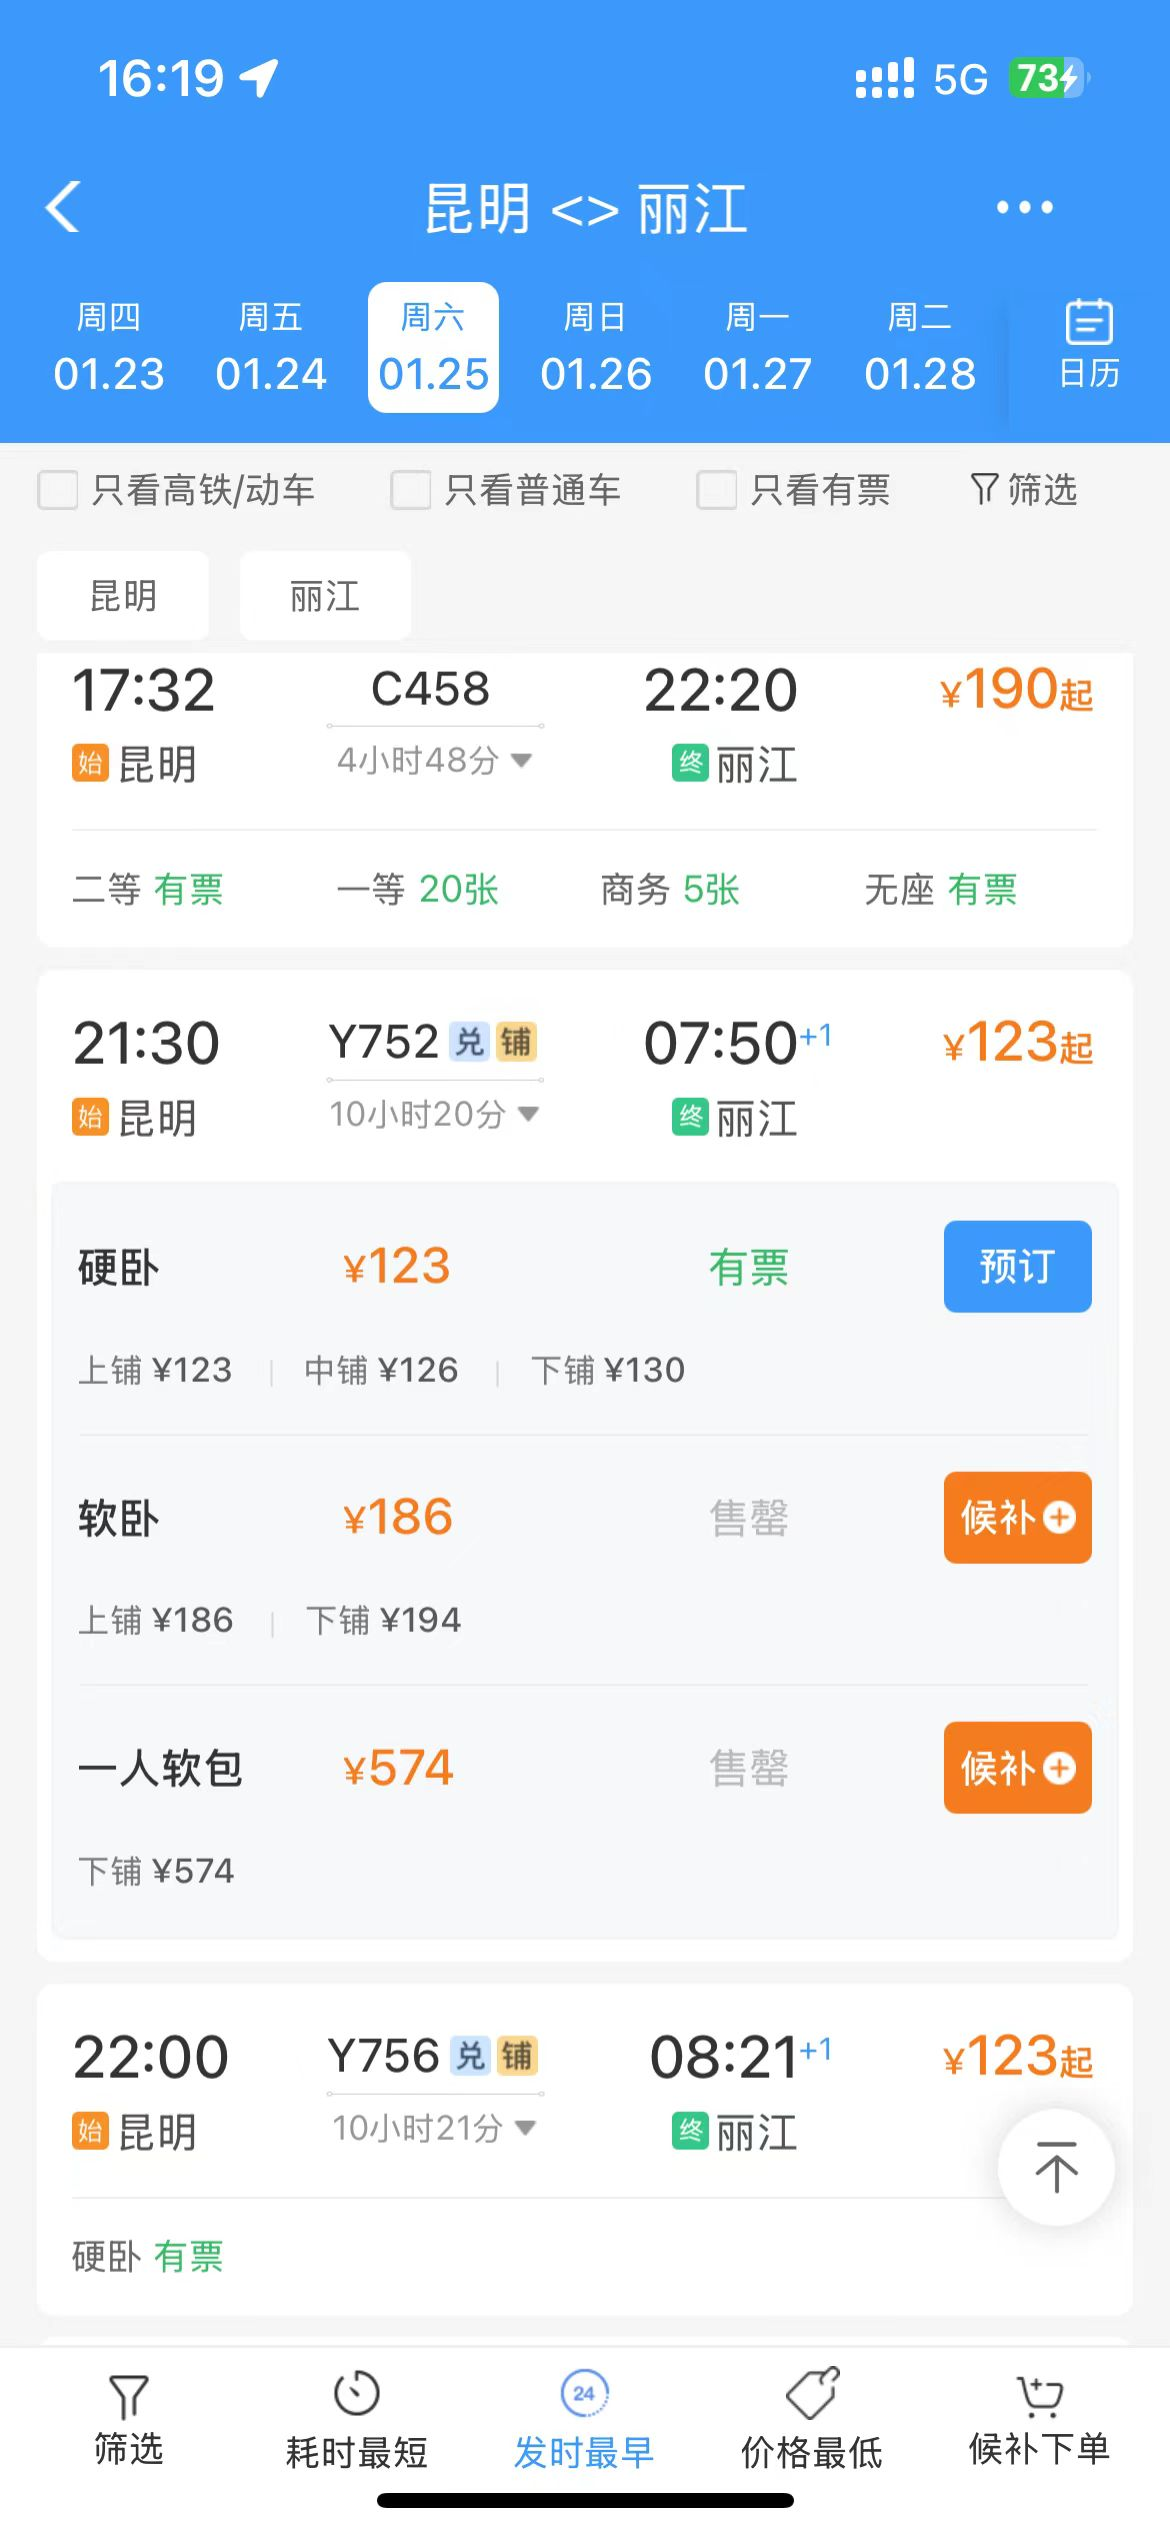 16:19 5G 73
昆明 <> 丽江
周四 周五 周六 周日 周一 周二
01.23 01.24 01.25 01.26 01.27 01.28 日历
只看高铁/动车 只看普通车 只看有票 筛选
昆明 丽江
17:32 C458 22:20 ¥190起
始 昆明 4小时48分 终 丽江
二等 有票 一等 20张 商务 5张 无座 有票
21:30 Y752 兑 铺 07:50+1 ¥123起
始 昆明 10小时20分 终 丽江
硬卧 ¥123 有票 预订
上铺 ¥123 | 中铺 ¥126 | 下铺 ¥130
软卧 ¥186 售罄 候补
上铺 ¥186 | 下铺 ¥194
一人软包 ¥574 售罄 候补
下铺 ¥574
22:00 Y756 兑 铺 08:21+1 ¥123起
始 昆明 10小时21分 终 丽江
硬卧 有票
24
筛选 耗时最短 发时最早 价格最低 候补下单